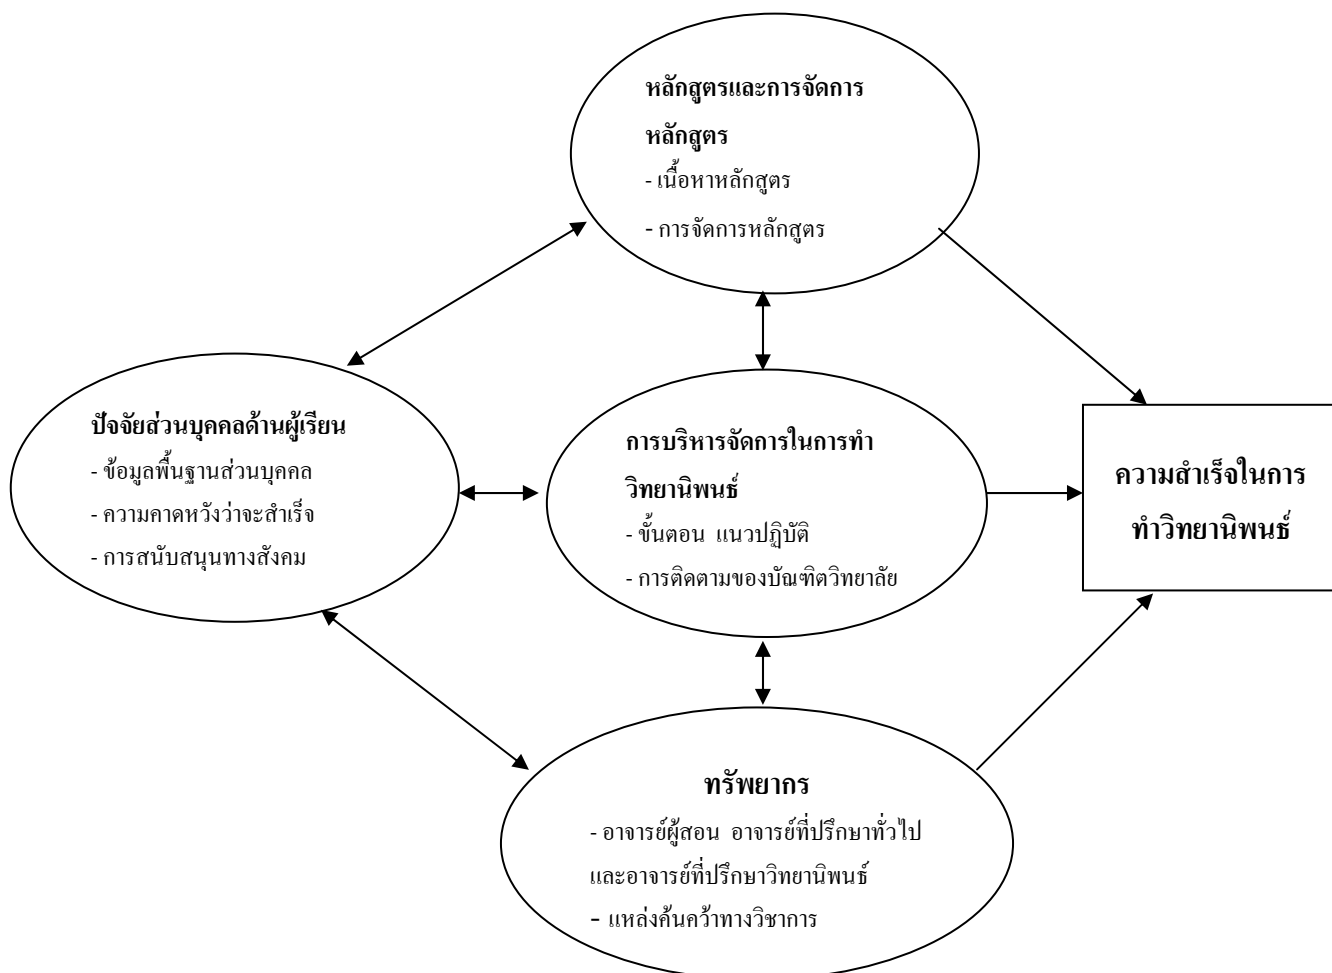 หลักสูตรและการจัดการ
หลักสูตร
- เนื้อหาหลักสูตร
- การจัดการหลักสูตร
ปัจจัยส่วนบุคคลด้านผู้เรียน
- ข้อมูลพื้นฐานส่วนบุคคล
- ความคาดหวังว่าจะสำเร็จ
- การสนับสนุนทางสังคม
การบริหารจัดการในการทำ
วิทยานิพนธ์
- ขั้นตอน แนวปฏิบัติ
- การติดตามของบัณฑิตวิทยาลัย
ความสำเร็จในการ
ทำวิทยานิพนธ์
ทรัพยากร
- อาจารย์ผู้สอน อาจารย์ที่ปรึกษาทั่วไป
และอาจารย์ที่ปรึกษาวิทยานิพนธ์
- แหล่งค้นคว้าทางวิชาการ